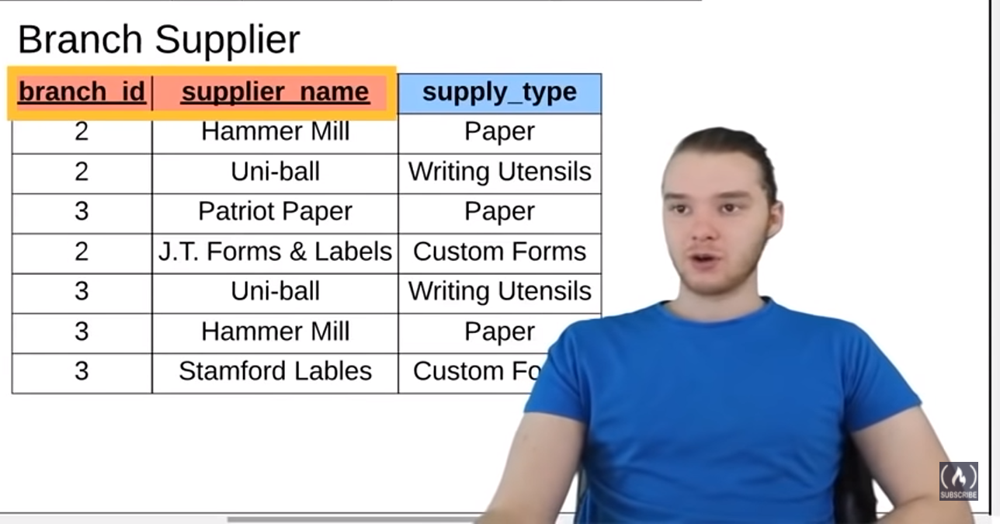 Branch Supplier
branch_id supplier_name supply_type
2 Hammer Mill Paper
2 Uni-ball Writing Utensils
3 Patriot Paper Paper
2 J.T. Forms & Labels Custom Forms
3 Uni-ball Writing Utensils
3 Hammer Mill Paper
3 Stamford Lables Custom Fo
SUBSCRIBE